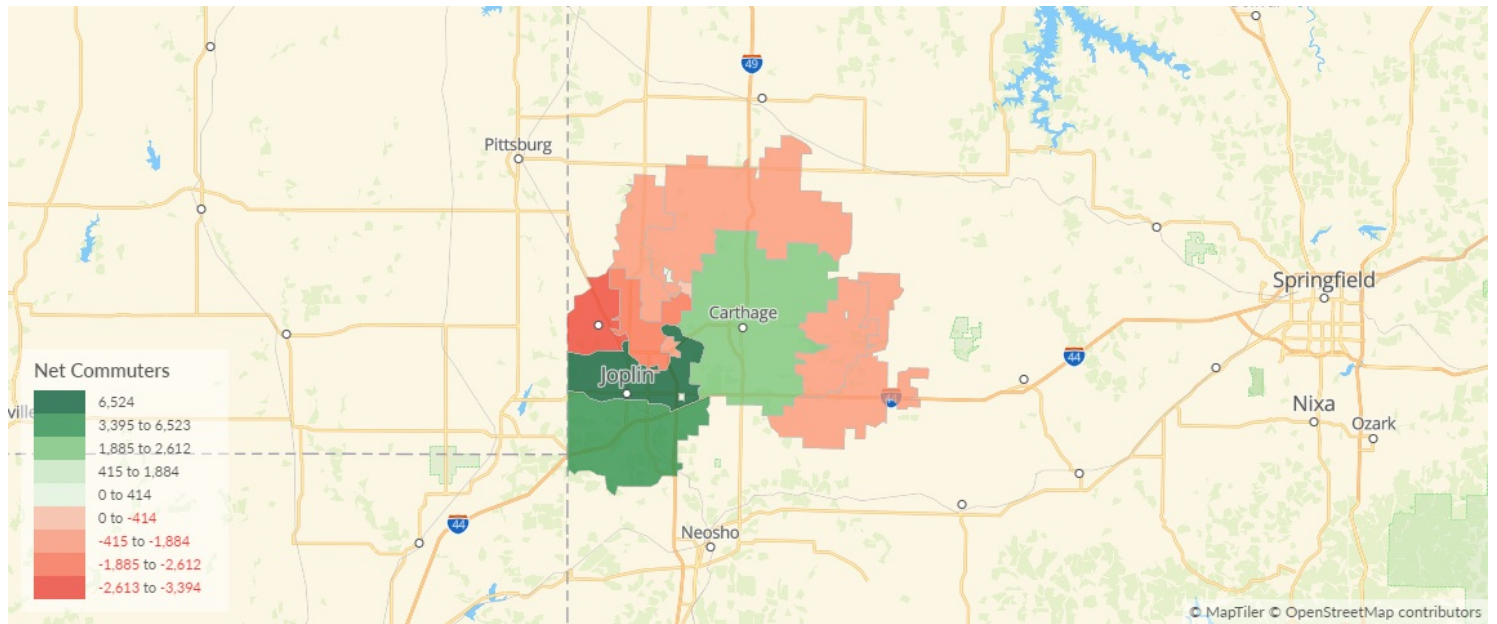 49
Pittsburg
Springfield
Carthage
44
Net Commuters
6,524
3,395 to 6,523
1,885 to 2,612
415 to 1,884
0 to 414
0 to -414
-415 to -1,884
-1,885 to -2,612
-2,613 to -3,394
Joplin
44
ville
Nixa
Ozark
44
Neosho
© MapTiler © OpenStreetMap contributors